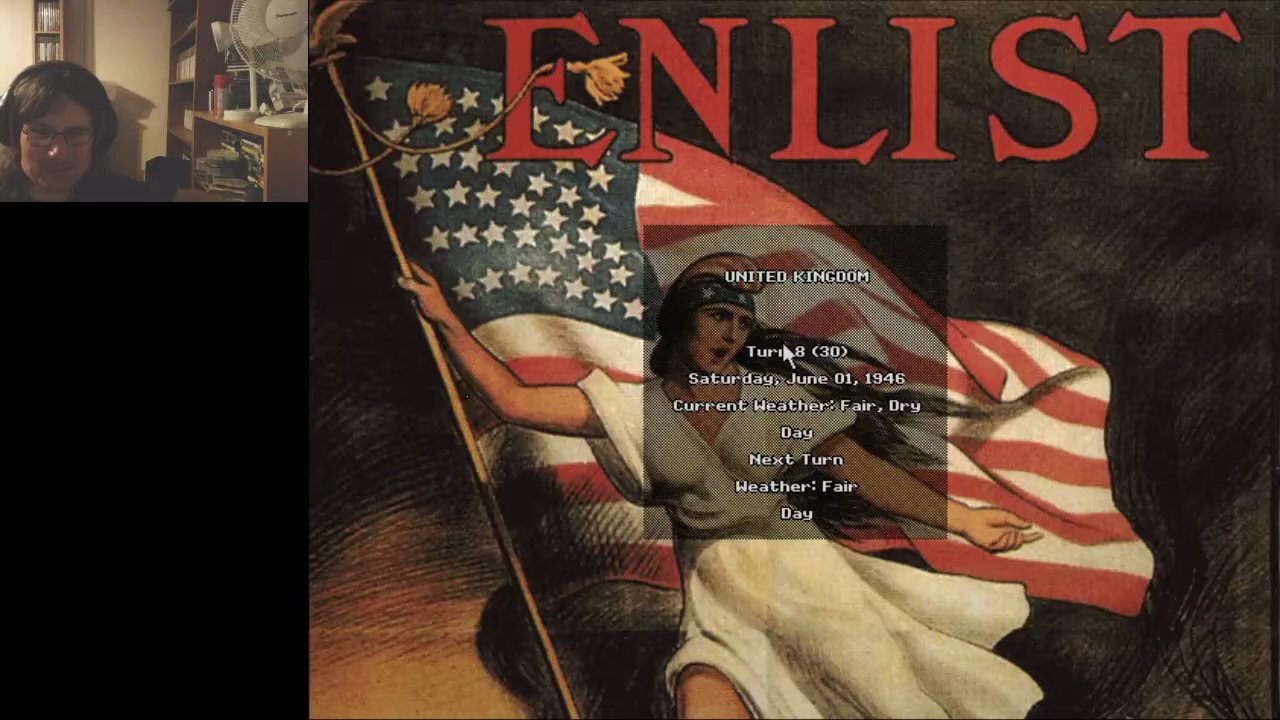 ENLIST
UNITED KINGDOM
Turn 8 (30)
Saturday, June 01, 1946
Current Weather: Fair, Dry
Day
Next Turn
Weather: Fair
Day